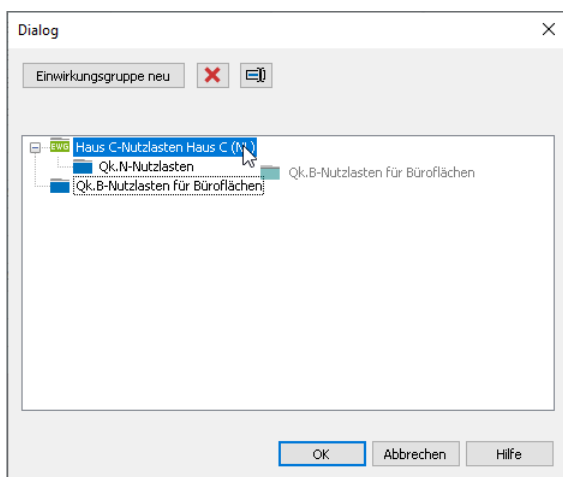 Dialog
Einwirkungsgruppe neu
EWG Haus C-Nutzlasten Haus C (NL)
Qk.N-Nutzlasten
Qk.B-Nutzlasten für Büroflächen
Qk.B-Nutzlasten für Büroflächen
OK Abbrechen Hilfe